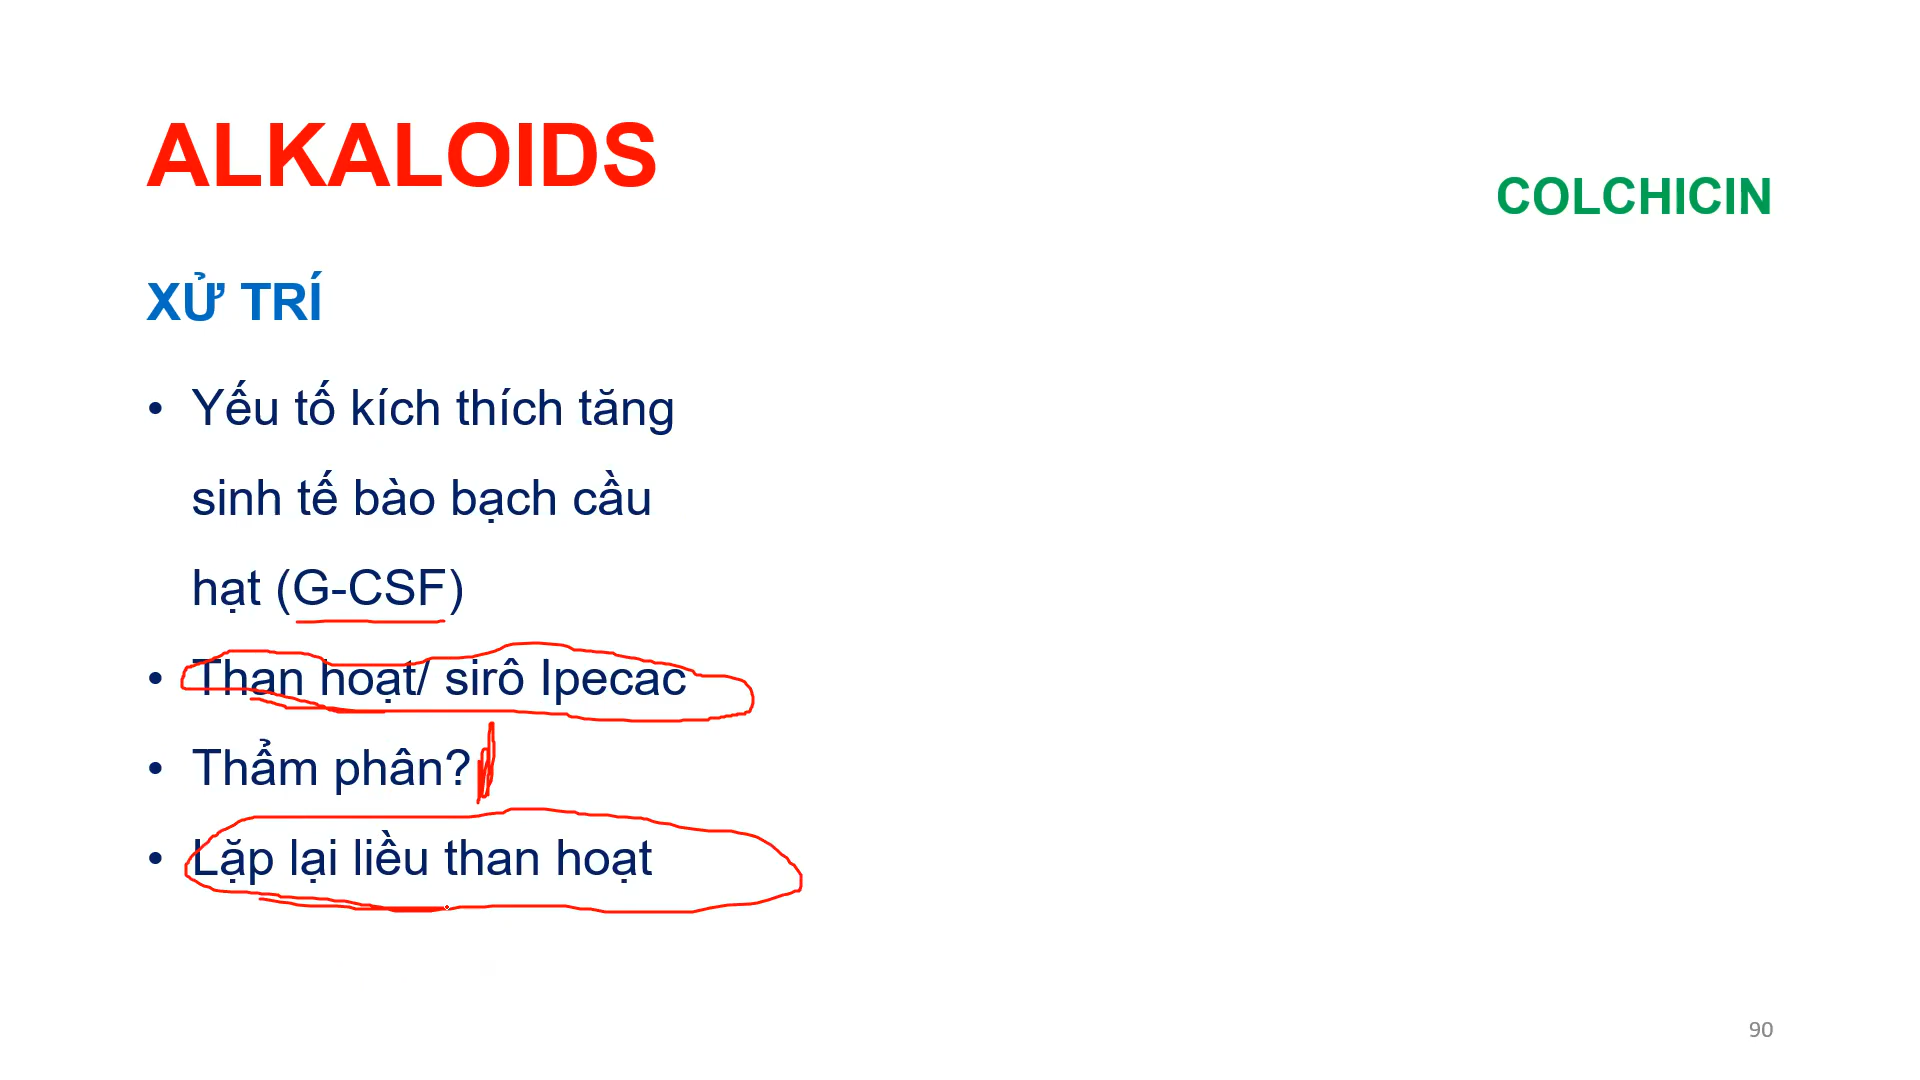 ALKALOIDS
COLCHICIN
XỬ TRÍ
• Yếu tố kích thích tăng
sinh tế bào bạch cầu
hạt (G-CSF)
• Than hoạt/ sirô Ipecac
• Thẩm phân?
• Lặp lại liều than hoạt
90